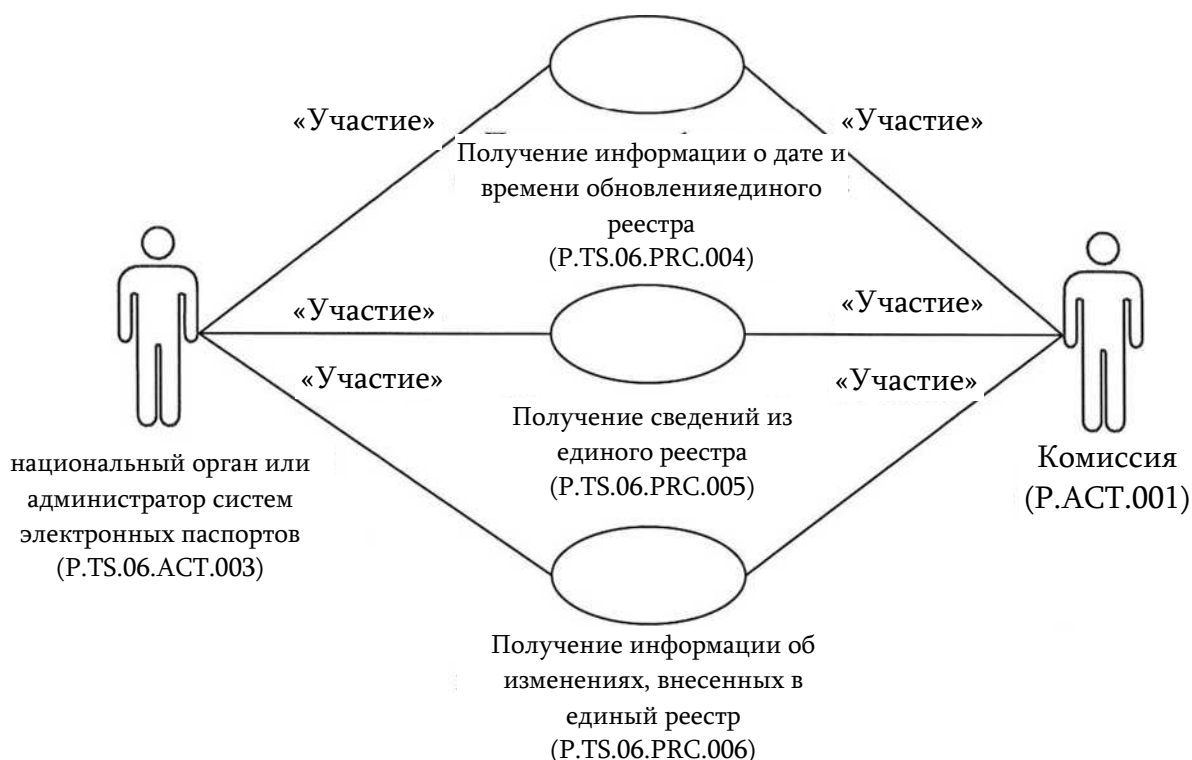 «Участие»
«Участие»
Получение информации о дате и
времени обновленияединого
реестра
(P.TS.06.PRC.004)
«Участие»
«Участие»
«Участие»
«Участие»
Получение сведений из
единого реестра
(P.TS.06.PRC.005)
национальный орган или
администратор систем
электронных паспортов
(P.TS.06.ACT.003)
Комиссия
(P.ACT.001)
Получение информации об
изменениях, внесенных в
единый реестр
(P.TS.06.PRC.006)